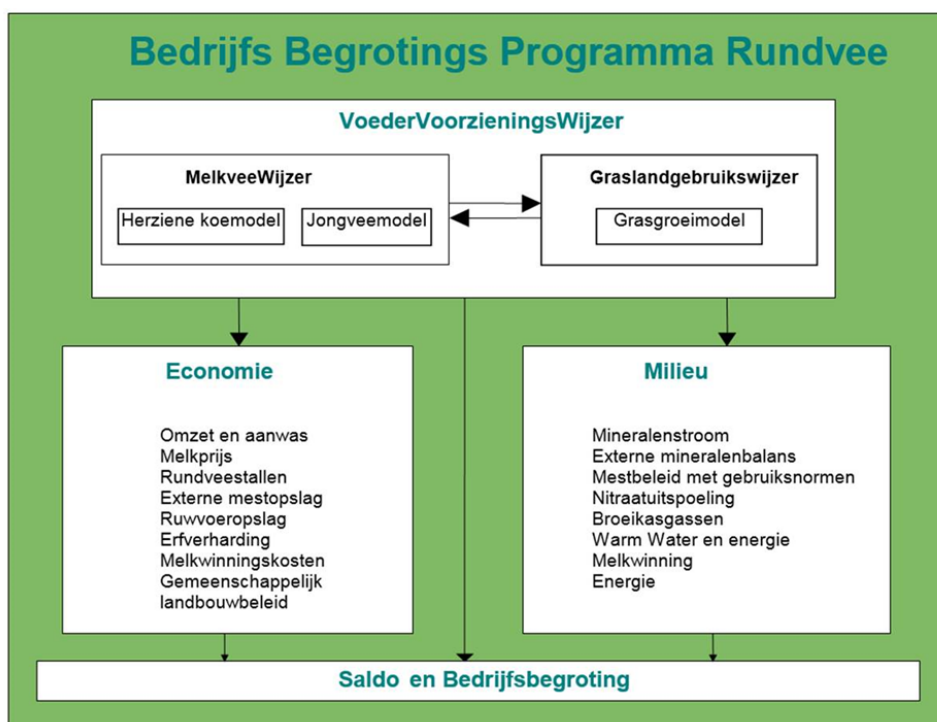 Bedrijfs Begrotings Programma Rundvee
VoederVoorzieningsWijzer
MelkveeWijzer
Herziene koemodel
Jongveemodel
Graslandgebruikswijzer
Grasgroeimodel
Economie
Omzet en aanwas
Melkprijs
Rundveestallen
Externe mestopslag
Ruwvoeropslag
Erfverharding
Melkwinningskosten
Gemeenschappelijk
landbouwbeleid
Milieu
Mineralenstroom
Externe mineralenbalans
Mestbeleid met gebruiksnormen
Nitraatuitspoeling
Broeikasgassen
Warm Water en energie
Melkwinning
Energie
Saldo en Bedrijfsbegroting